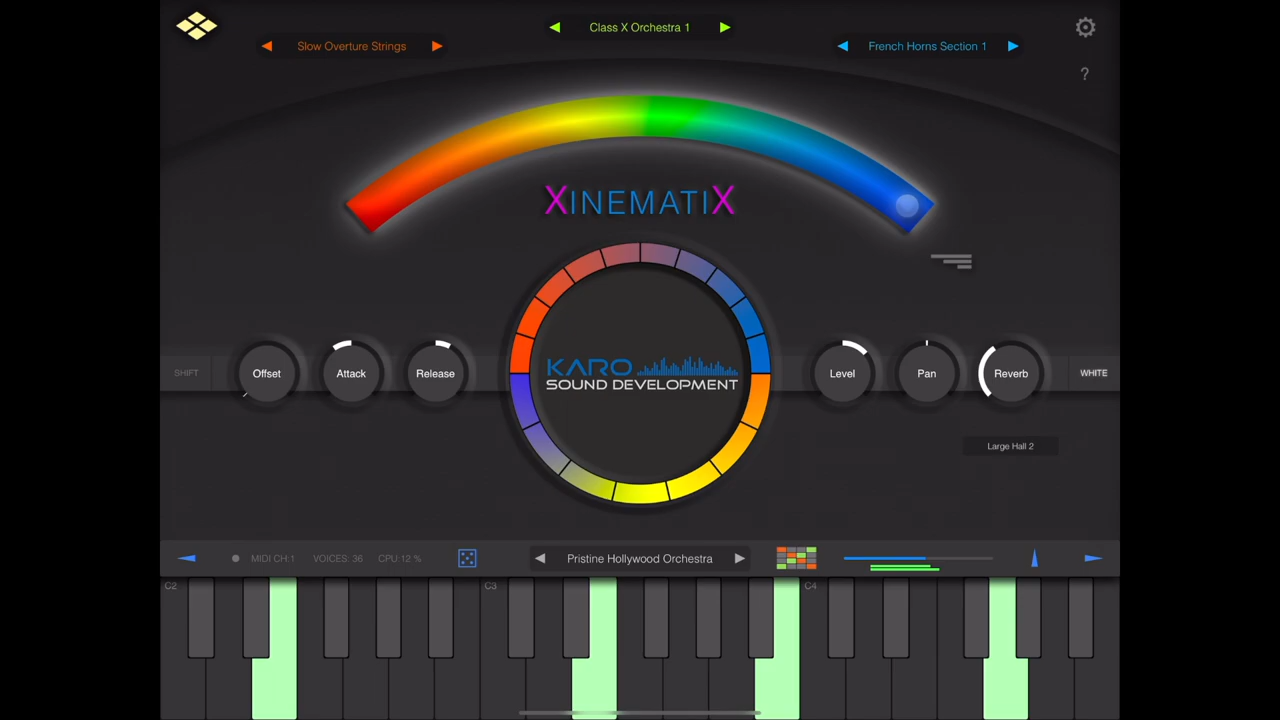 Class X Orchestra 1
Slow Overture Strings
French Horns Section 1
?
XINEMATIX
KARO
SOUND DEVELOPMENT
SHIFT
Offset
Attack
Release
Level
Pan
Reverb
WHITE
Large Hall 2
MIDI CH:1
VOICES: 36
CPU:12 %
Pristine Hollywood Orchestra
C2
C3
C4